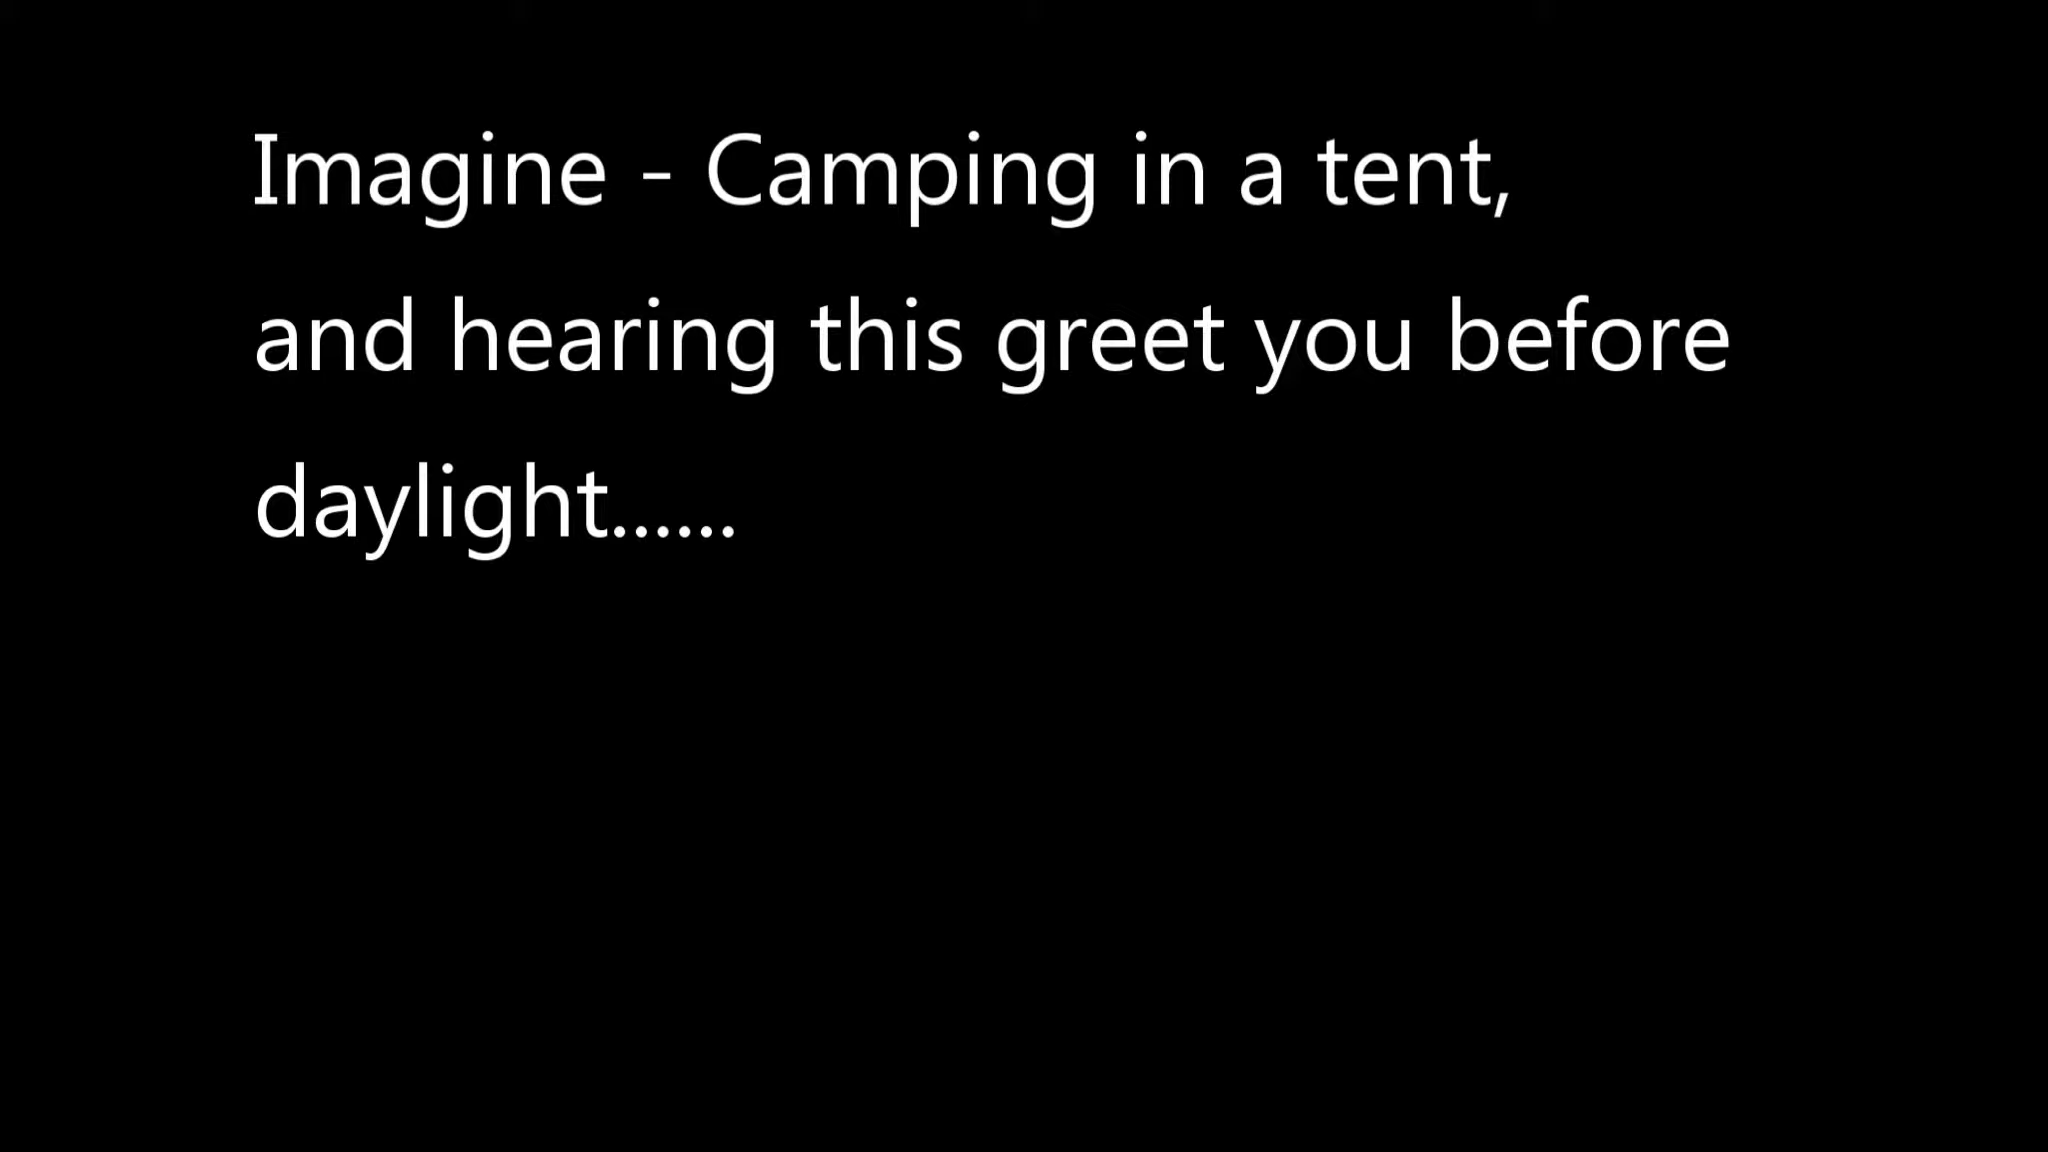 Imagine - Camping in a tent,
and hearing this greet you before
daylight......